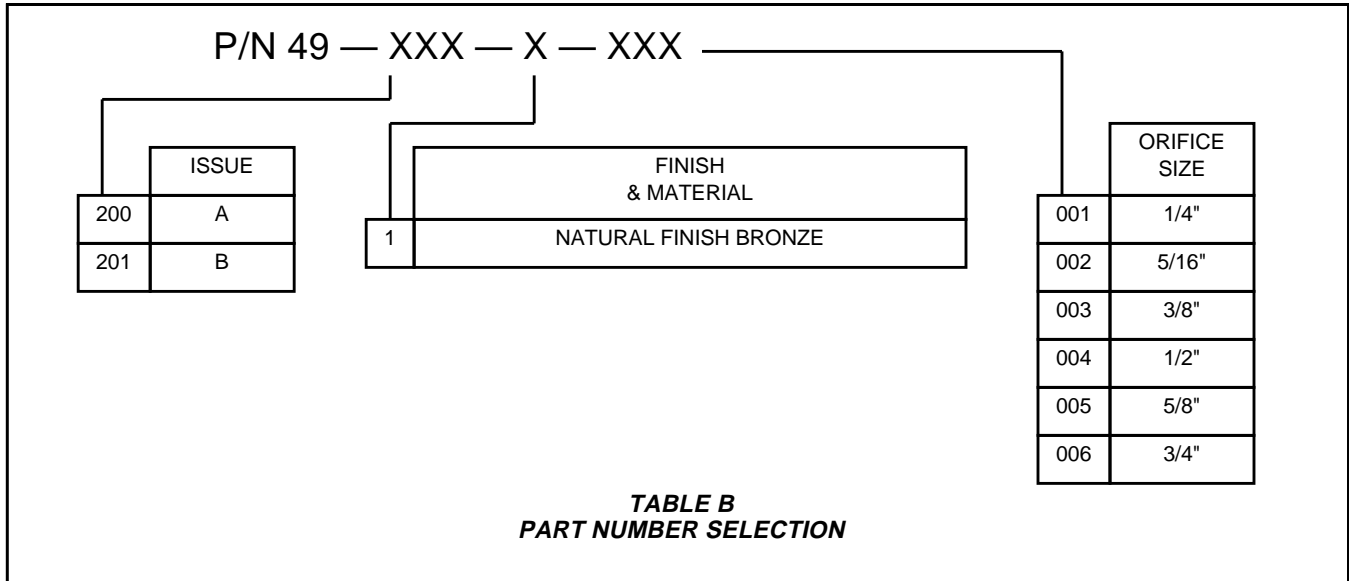 P/N 49 — XXX — X — XXX
ISSUE
200 A
201 B
FINISH
& MATERIAL
1 NATURAL FINISH BRONZE
ORIFICE
SIZE
001 1/4"
002 5/16"
003 3/8"
004 1/2"
005 5/8"
006 3/4"
TABLE B
PART NUMBER SELECTION